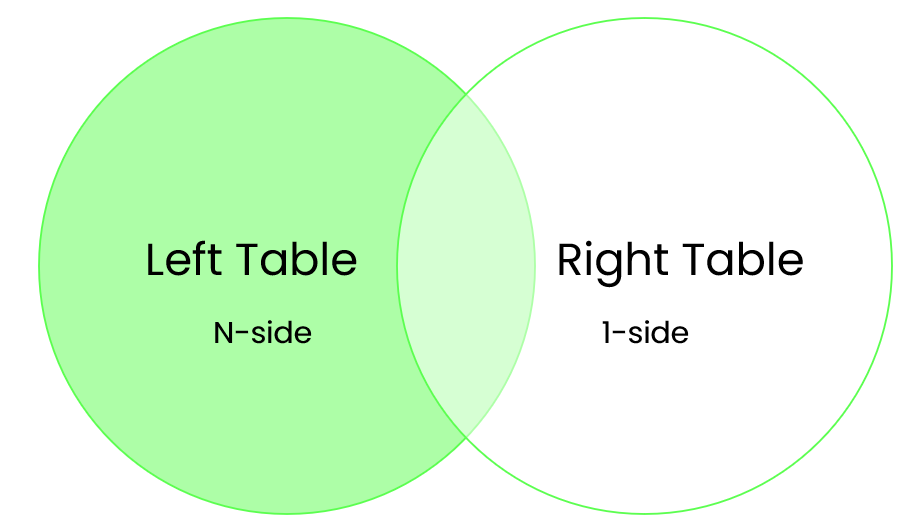 Left Table
N-side
Right Table
1-side